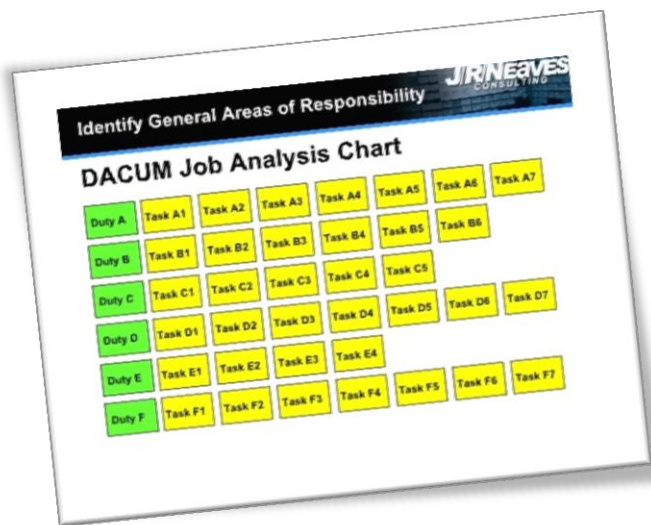 Identify General Areas of Responsibility
J/R/NEAVES
CONSULTING
DACUM Job Analysis Chart
Duty A Task A1 Task A2 Task A3 Task A4 Task A5 Task A6 Task A7
Duty B Task B1 Task B2 Task B3 Task B4 Task B5 Task B6
Duty C Task C1 Task C2 Task C3 Task C4 Task C5
Duty D Task D1 Task D2 Task D3 Task D4 Task D5 Task D6 Task D7
Duty E Task E1 Task E2 Task E3 Task E4
Duty F Task F1 Task F2 Task F3 Task F4 Task F5 Task F6 Task F7